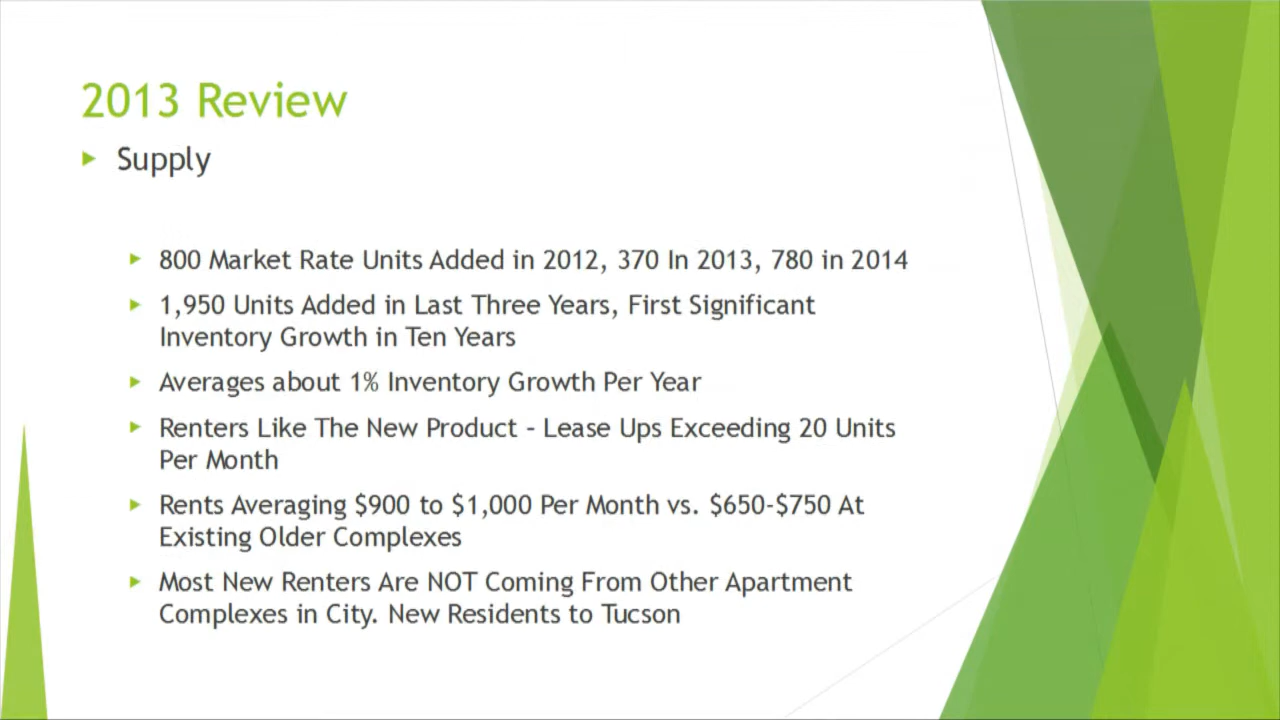 2013 Review
Supply
800 Market Rate Units Added in 2012, 370 In 2013, 780 in 2014
1,950 Units Added in Last Three Years, First Significant
Inventory Growth in Ten Years
Averages about 1% Inventory Growth Per Year
Renters Like The New Product – Lease Ups Exceeding 20 Units
Per Month
Rents Averaging $900 to $1,000 Per Month vs. $650-$750 At
Existing Older Complexes
Most New Renters Are NOT Coming From Other Apartment
Complexes in City. New Residents to Tucson